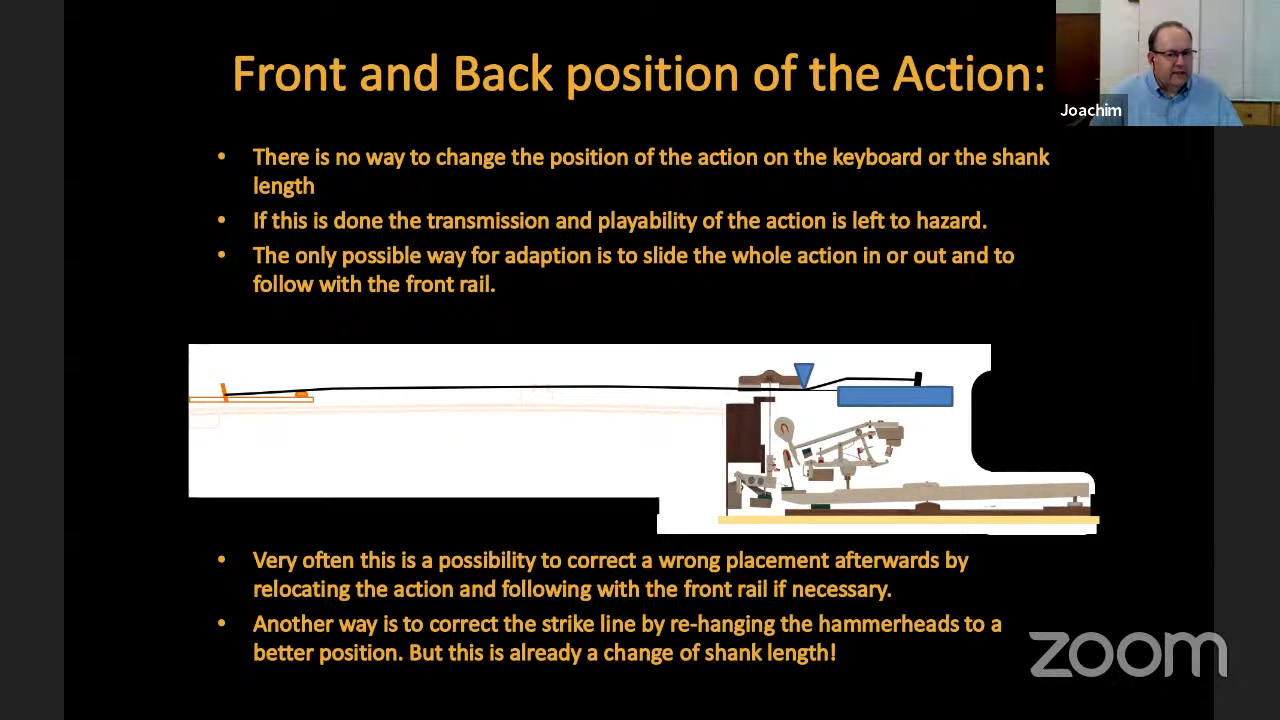 Front and Back position of the Action:
Joachim
• There is no way to change the position of the action on the keyboard or the shank
length
• If this is done the transmission and playability of the action is left to hazard.
• The only possible way for adaption is to slide the whole action in or out and to
follow with the front rail.
• Very often this is a possibility to correct a wrong placement afterwards by
relocating the action and following with the front rail if necessary.
• Another way is to correct the strike line by re-hanging the hammerheads to a
better position. But this is already a change of shank length!
zoom